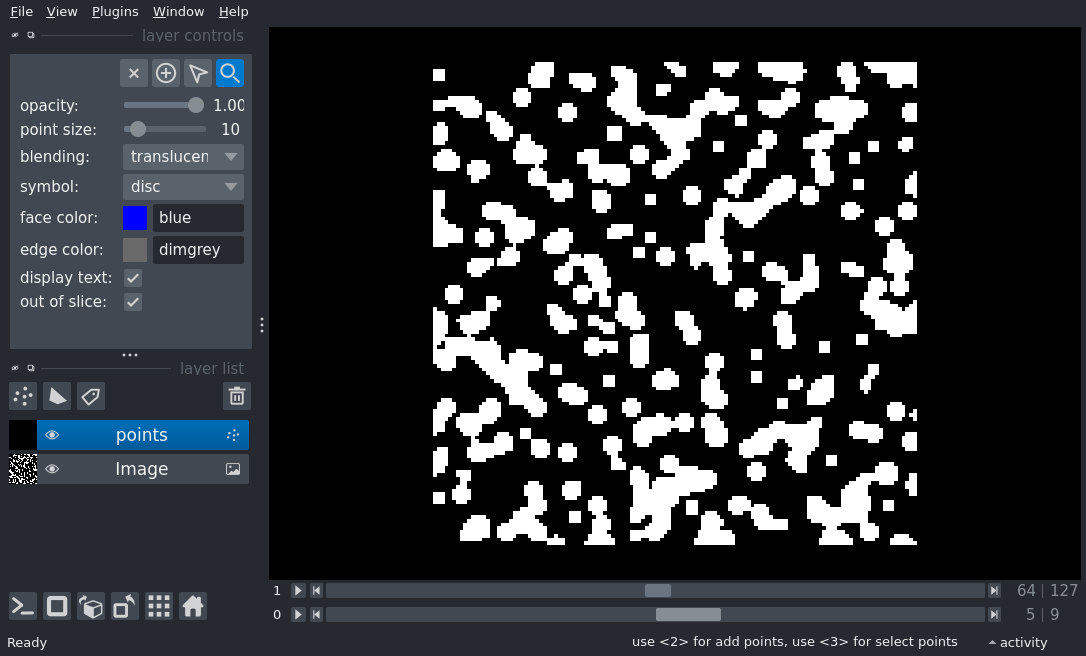 File View Plugins Window Help
layer controls
opacity: 1.00
point size: 10
blending: translucen
symbol: disc
face color: blue
edge color: dimgrey
display text:
out of slice:
layer list
points
Image
1 64 | 127
0 5 | 9
Ready use <2> for add points, use <3> for select points activity